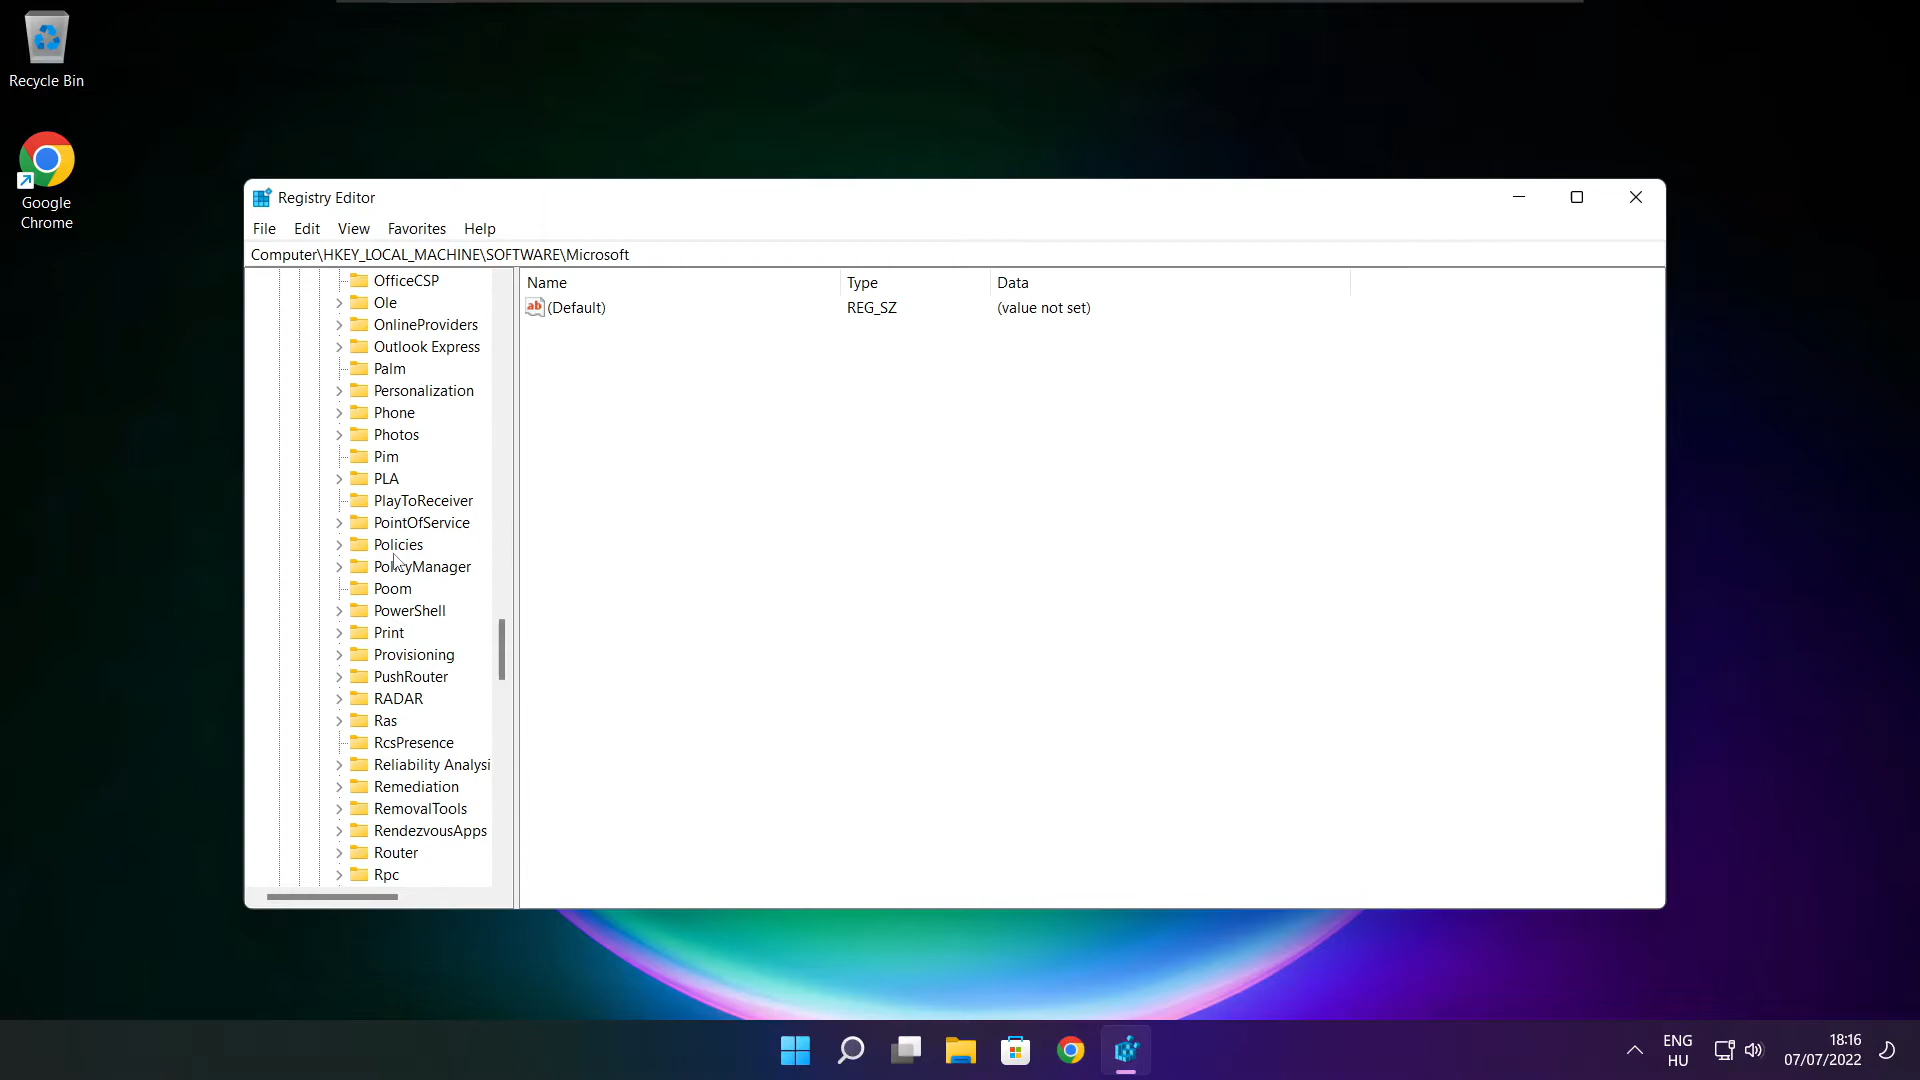 Recycle Bin
Google
Chrome
Registry Editor
File Edit View Favorites Help
Computer\HKEY_LOCAL_MACHINE\SOFTWARE\Microsoft
OfficeCSP
Ole
OnlineProviders
Outlook Express
Palm
Personalization
Phone
Photos
Pim
PLA
PlayToReceiver
PointOfService
Policies
PolicyManager
Poom
PowerShell
Print
Provisioning
PushRouter
RADAR
Ras
RcsPresence
Reliability Analysi
Remediation
RemovalTools
RendezvousApps
Router
Rpc
Name Type Data
ab (Default) REG_SZ (value not set)
ENG
HU
18:16
07/07/2022